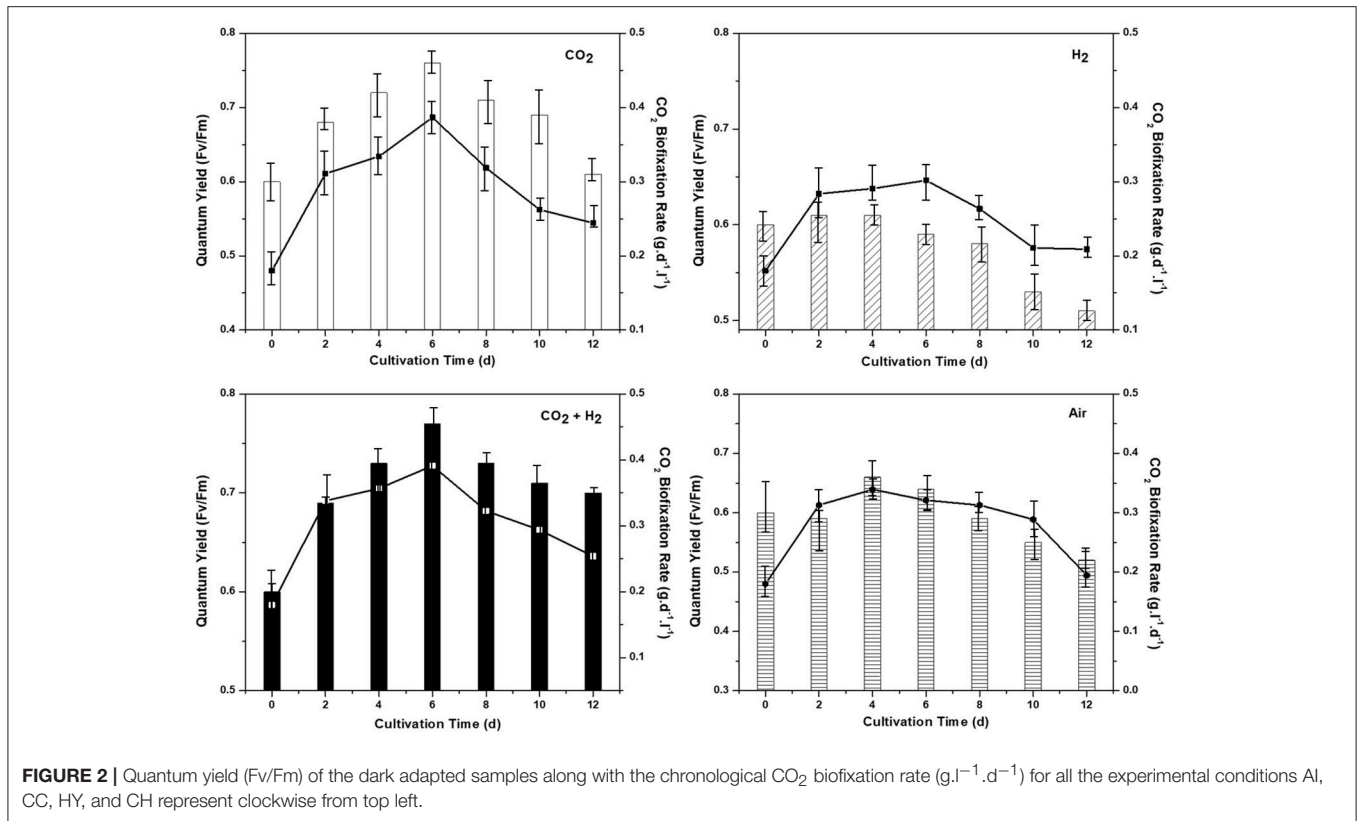 CO2
Quantum Yield (Fv/Fm)
0.8
0.7
0.6
0.5
0.4
0.5
0.4
0.3
0.2
0.1
CO2 Biofixation Rate (g.d-1.l-1)
0 2 4 6 8 10 12
Cultivation Time (d)
H2
Quantum Yield (Fv/Fm)
0.8
0.7
0.6
0.5
0.5
0.4
0.3
0.2
0.1
CO2 Biofixation Rate (g.d-1.l-1)
0 2 4 6 8 10 12
Cultivation Time (d)
CO2 + H2
Quantum Yield (Fv/Fm)
0.8
0.7
0.6
0.5
0.5
0.4
0.3
0.2
0.1
CO2 Biofixation Rate (g.d-1.l-1)
0 2 4 6 8 10 12
Cultivation Time (d)
Air
Quantum Yield (Fv/Fm)
0.8
0.7
0.6
0.5
0.4
0.3
0.5
0.4
0.3
0.2
0.1
0.0
CO2 Biofixation Rate (g.l-1.d-1)
0 2 4 6 8 10 12
Cultivation Time (d)
FIGURE 2 | Quantum yield (Fv/Fm) of the dark adapted samples along with the chronological CO2 biofixation rate (g.l−1.d−1) for all the experimental conditions AI,
CC, HY, and CH represent clockwise from top left.